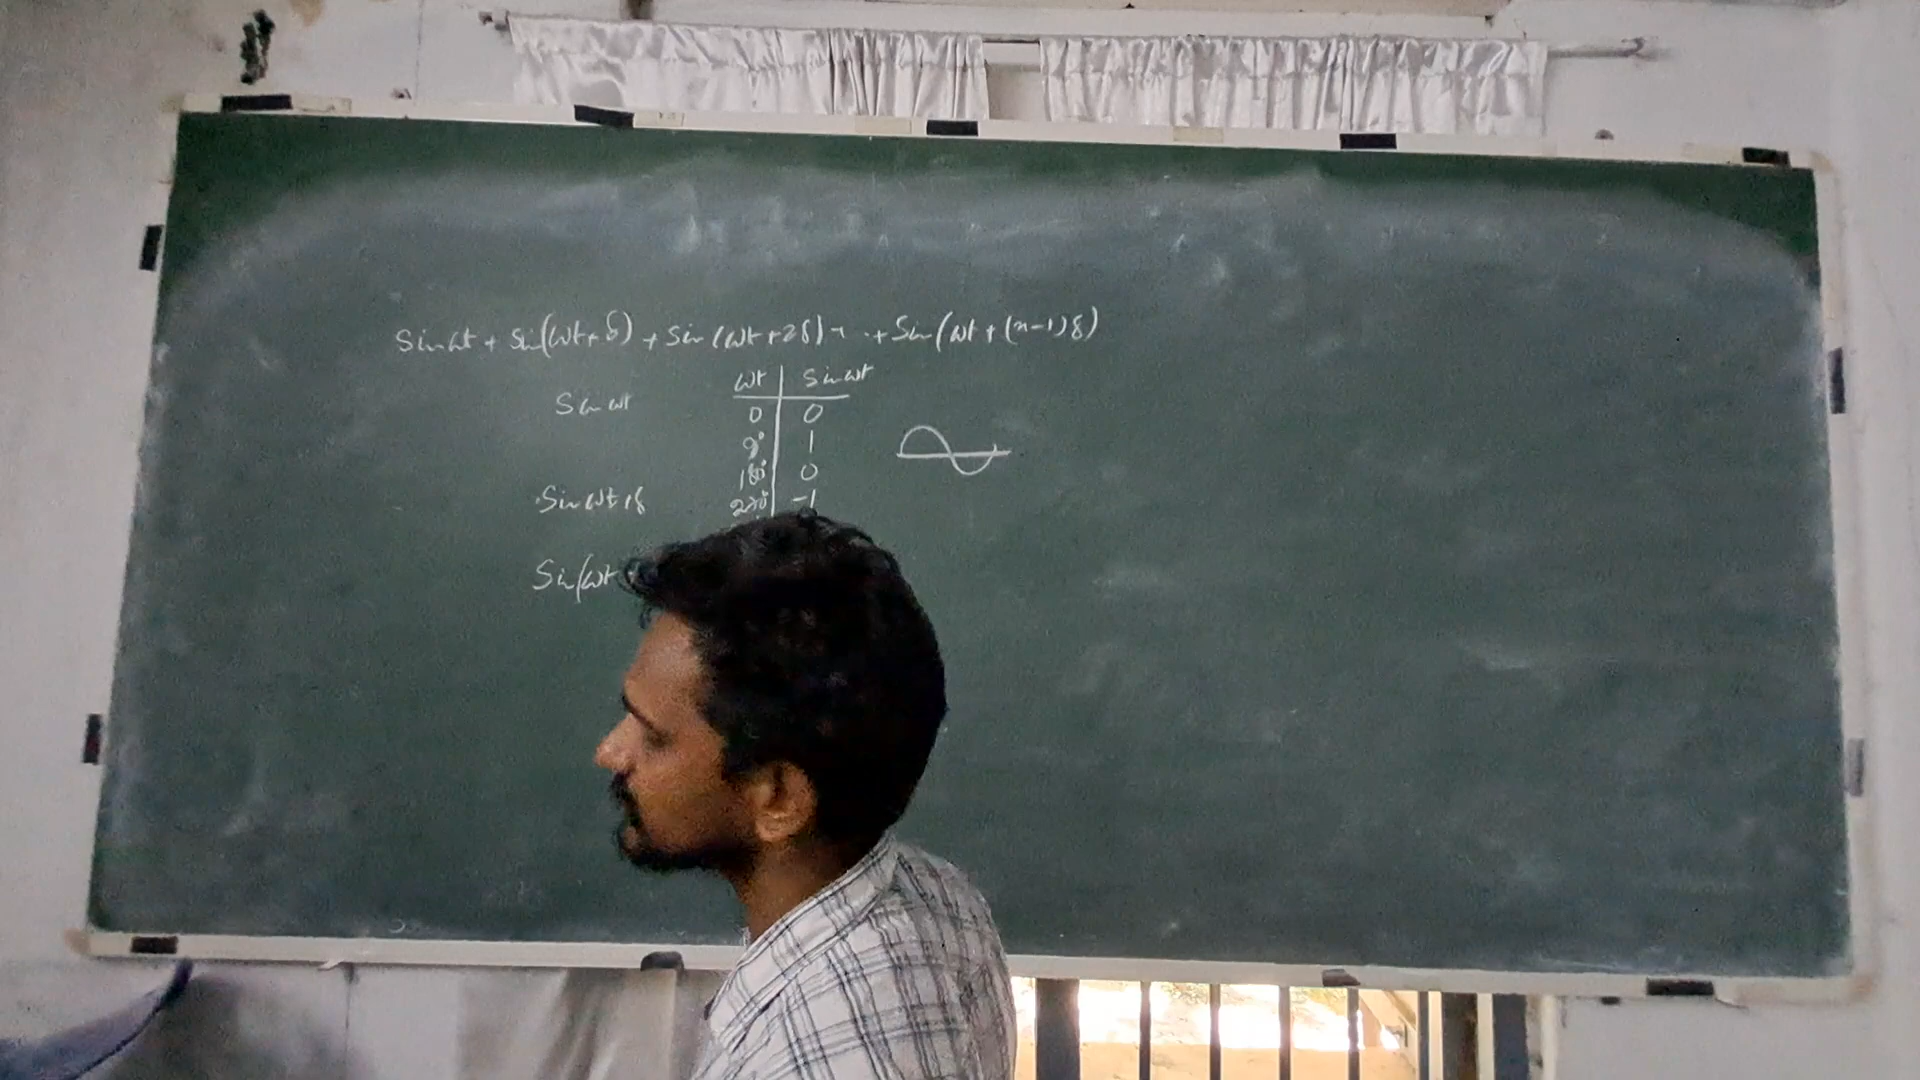 Sin ωt + Sin(ωt+δ) + Sin(ωt+2δ)+ . . + Sin(ωt+(n-1)δ)
Sin ωt
ωt | Sin ωt
0 | 0
90° | 1
180° | 0
Sin ωt+δ
270° | -1
Sin(ωt +